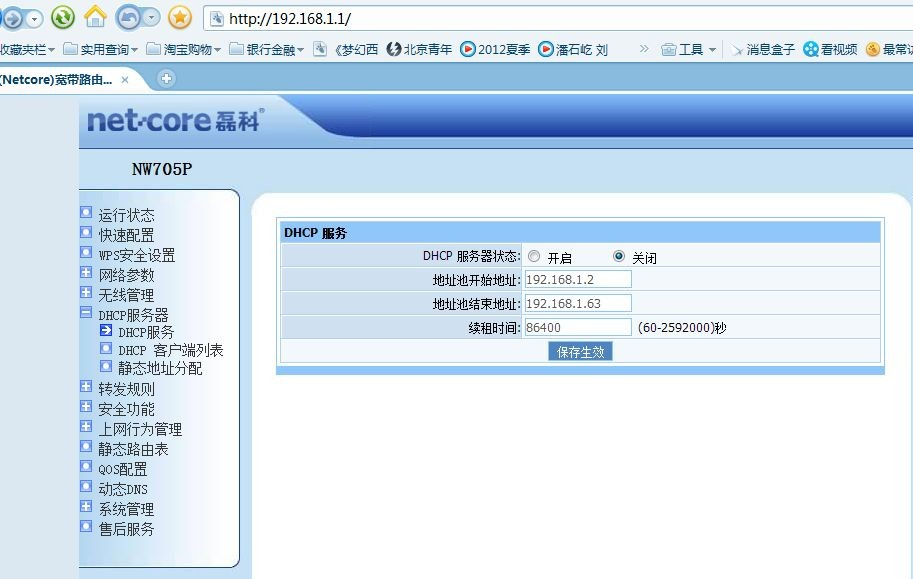 http://192.168.1.1/
收藏夹栏 实用查询 淘宝购物 银行金融 《梦幻西 北京青年 2012夏季 潘石屹 刘 » 工具 消息盒子 看视频 最常访
(Netcore)宽带路由... ×
net-core 磊科
NW705P
运行状态
快速配置
WPS安全设置
网络参数
无线管理
DHCP服务器
DHCP服务
DHCP 客户端列表
静态地址分配
转发规则
安全功能
上网行为管理
静态路由表
QOS配置
动态DNS
系统管理
售后服务
DHCP 服务
DHCP 服务器状态: 开启 关闭
地址池开始地址: 192.168.1.2
地址池结束地址: 192.168.1.63
续租时间: 86400 (60-2592000)秒
保存生效